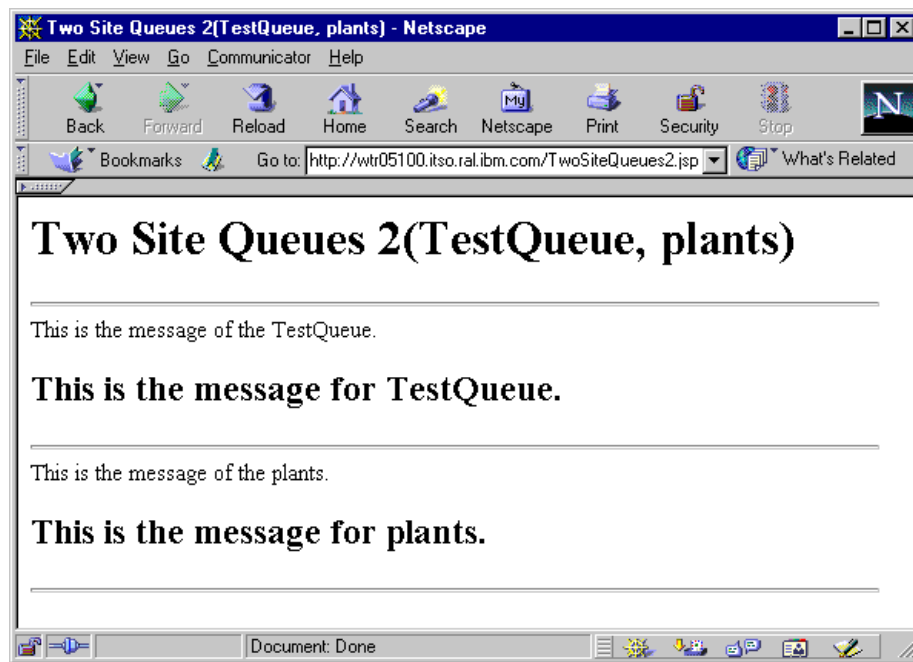 Two Site Queues 2(TestQueue, plants) - Netscape
File Edit View Go Communicator Help
Back Forward Reload Home Search Netscape Print Security Stop
My
N
Bookmarks Go to: http://wtr05100.itso.ral.ibm.com/TwoSiteQueues2.jsp What's Related
Two Site Queues 2(TestQueue, plants)
This is the message of the TestQueue.
This is the message for TestQueue.
This is the message of the plants.
This is the message for plants.
Document: Done